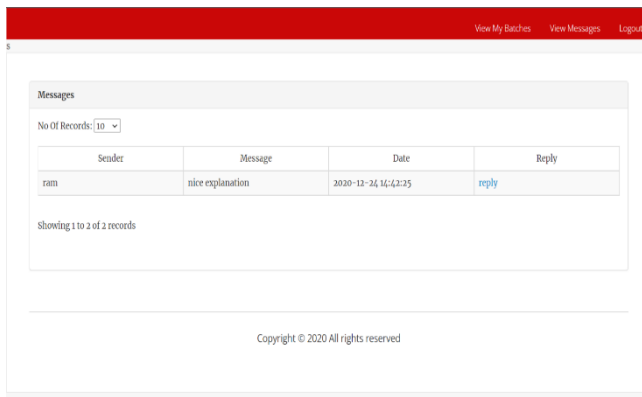 View My Batches View Messages Logout
s
Messages
No Of Records: 10
Sender Message Date Reply
ram nice explanation 2020-12-24 14:42:25 reply
Showing 1 to 2 of 2 records
Copyright © 2020 All rights reserved